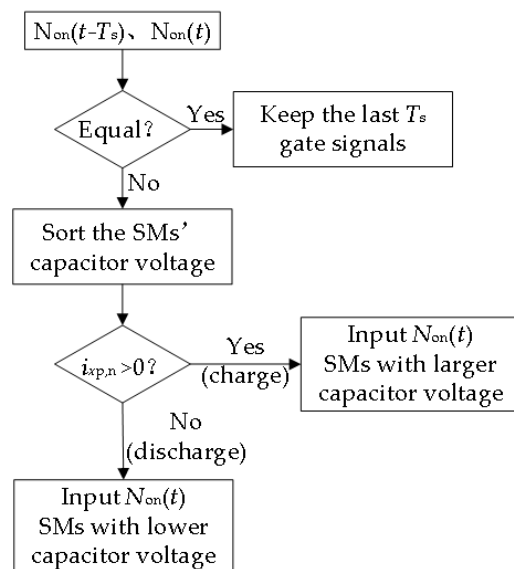 Non(t-Ts)、Non(t)
Equal?
Yes
Keep the last Ts
gate signals
No
Sort the SMs’
capacitor voltage
ixp,n >0?
Yes
(charge)
Input Non(t)
SMs with larger
capacitor voltage
No
(discharge)
Input Non(t)
SMs with lower
capacitor voltage